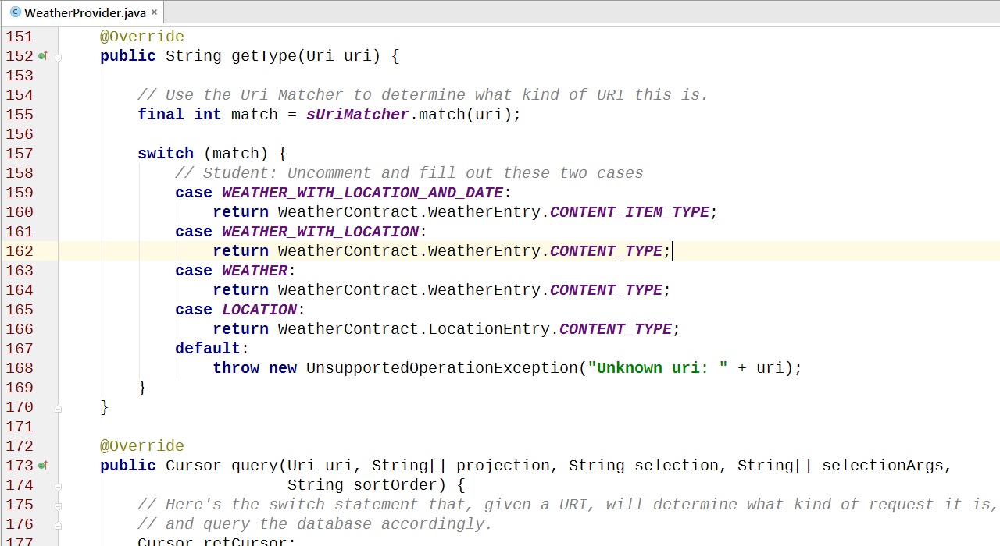 WeatherProvider.java ×
151 @Override
152 public String getType(Uri uri) {
153
154 // Use the Uri Matcher to determine what kind of URI this is.
155 final int match = sUriMatcher.match(uri);
156
157 switch (match) {
158 // Student: Uncomment and fill out these two cases
159 case WEATHER_WITH_LOCATION_AND_DATE:
160 return WeatherContract.WeatherEntry.CONTENT_ITEM_TYPE;
161 case WEATHER_WITH_LOCATION:
162 return WeatherContract.WeatherEntry.CONTENT_TYPE;
163 case WEATHER:
164 return WeatherContract.WeatherEntry.CONTENT_TYPE;
165 case LOCATION:
166 return WeatherContract.LocationEntry.CONTENT_TYPE;
167 default:
168 throw new UnsupportedOperationException("Unknown uri: " + uri);
169 }
170 }
171
172 @Override
173 public Cursor query(Uri uri, String[] projection, String selection, String[] selectionArgs,
174 String sortOrder) {
175 // Here's the switch statement that, given a URI, will determine what kind of request it is,
176 // and query the database accordingly.
177 Cursor retCursor;